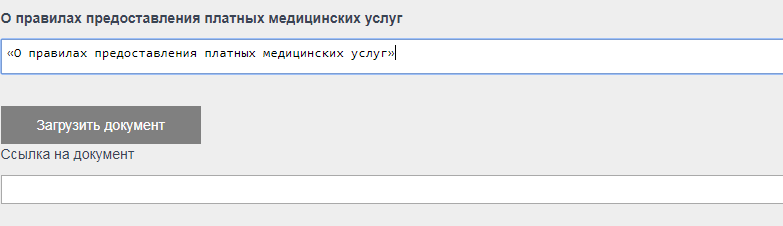 О правилах предоставления платных медицинских услуг
«О правилах предоставления платных медицинских услуг»
Загрузить документ
Ссылка на документ